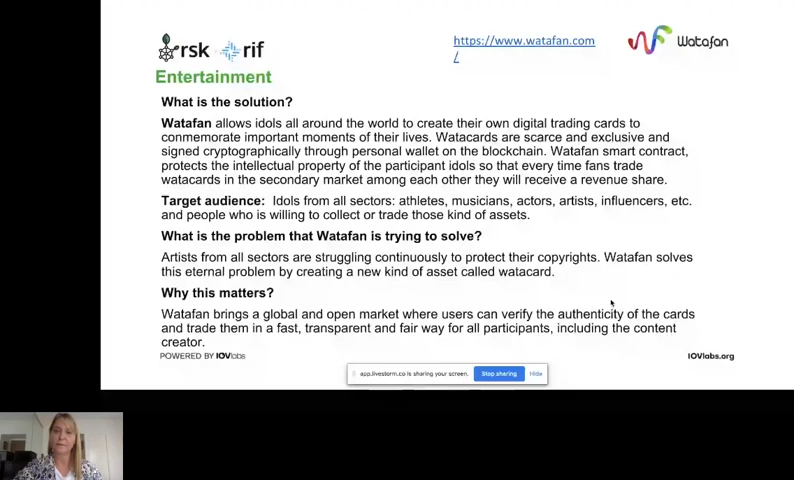 rsk rif
https://www.watafan.com
/
Watafan
Entertainment
What is the solution?
Watafan allows idols all around the world to create their own digital trading cards to
conmemorate important moments of their lives. Watacards are scarce and exclusive and
signed cryptographically through personal wallet on the blockchain. Watafan smart contract,
protects the intellectual property of the participant idols so that every time fans trade
watacards in the secondary market among each other they will receive a revenue share.
Target audience: Idols from all sectors: athletes, musicians, actors, artists, influencers, etc.
and people who is willing to collect or trade those kind of assets.
What is the problem that Watafan is trying to solve?
Artists from all sectors are struggling continuously to protect their copyrights. Watafan solves
this eternal problem by creating a new kind of asset called watacard.
Why this matters?
Watafan brings a global and open market where users can verify the authenticity of the cards
and trade them in a fast, transparent and fair way for all participants, including the content
creator.
POWERED BY IOVlabs
IOVlabs.org
app.livestorm.co is sharing your screen.
Stop sharing
Hide